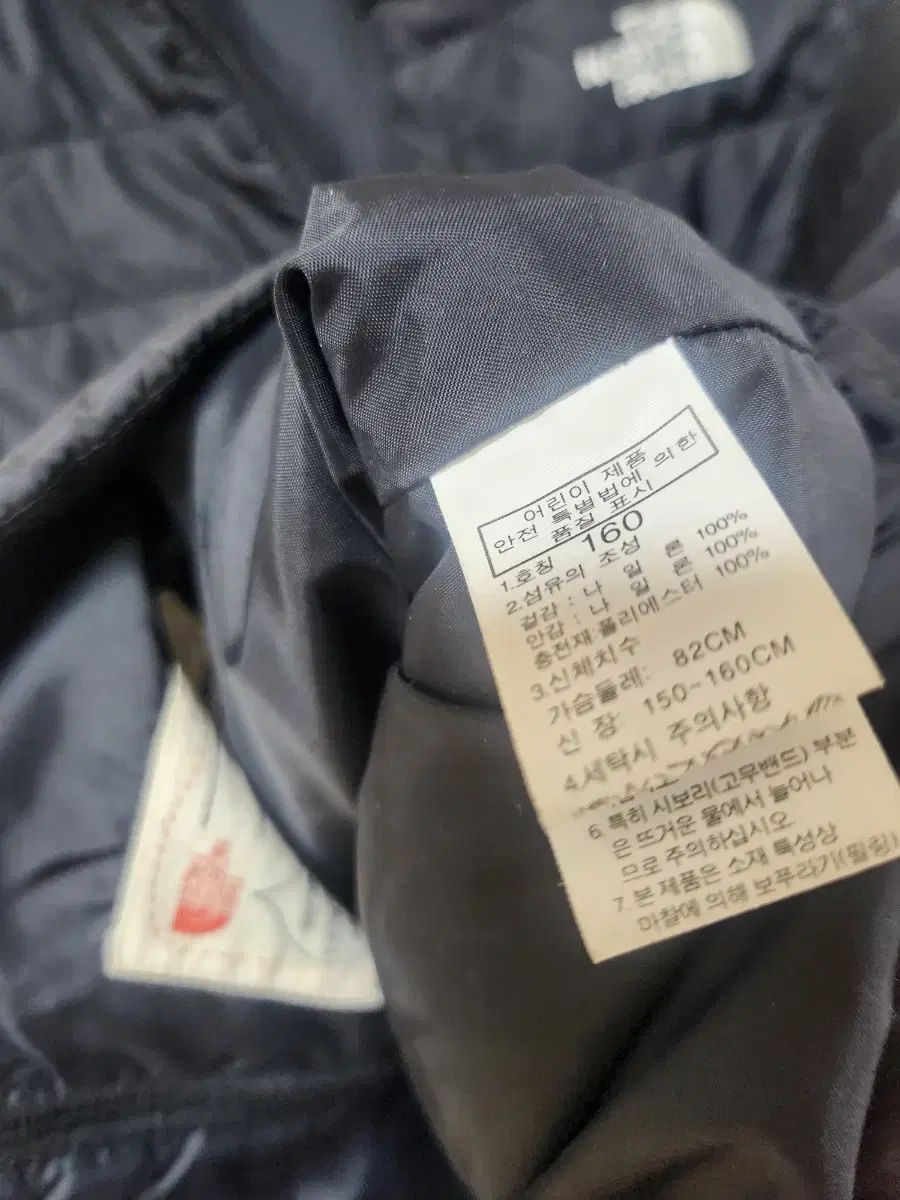 어린이 제품
안전 특별법에 의한
품질 표시
1.호칭 160
2.섬유의 조성
겉감 : 나 일 론 100%
안감 : 나 일 론 100%
충전재:폴리에스터 100%
3.신체치수
가슴둘레: 82CM
신 장: 150~160CM
4.세탁시 주의사항
6. 특히 시보리(고무밴드) 부분
은 뜨거운 물에서 늘어나
므로 주의하십시오
7. 본 제품은 소재 특성상
마찰에 의해 보푸라기(필링)